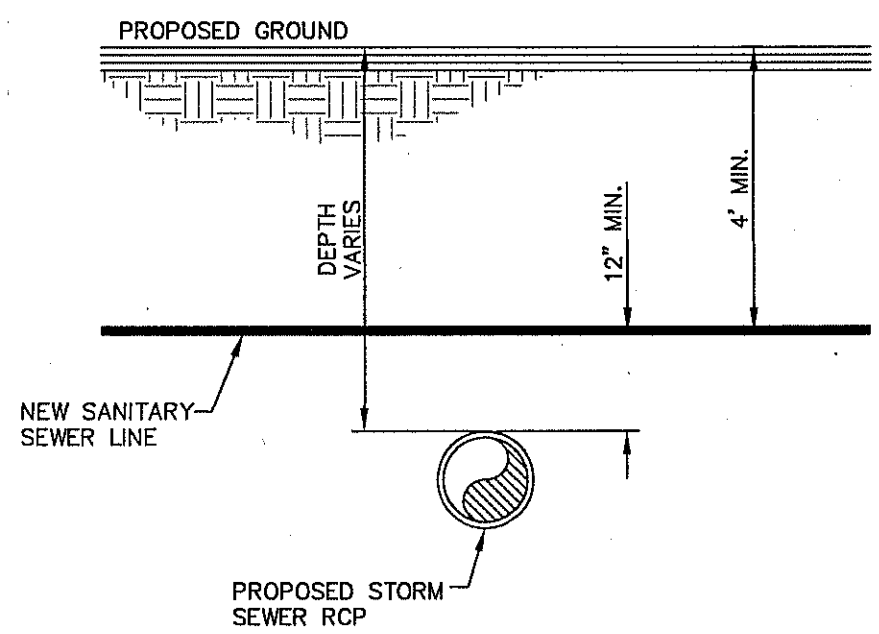 PROPOSED GROUND
DEPTH
VARIES
12" MIN.
4' MIN.
NEW SANITARY
SEWER LINE
PROPOSED STORM
SEWER RCP